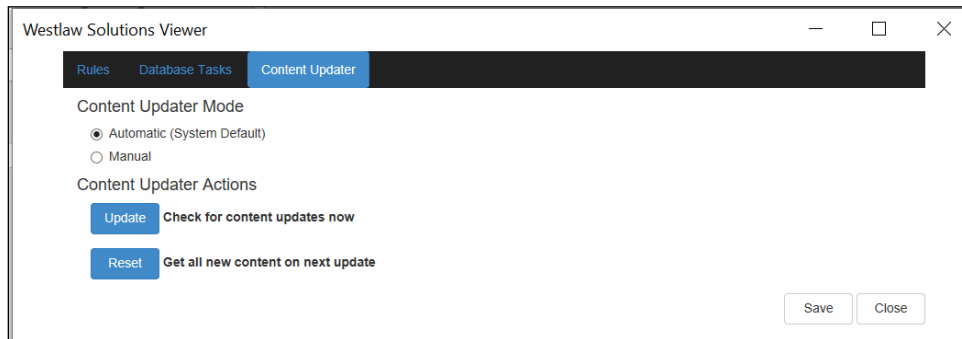 Westlaw Solutions Viewer
Rules Database Tasks Content Updater
Content Updater Mode
Automatic (System Default)
Manual
Content Updater Actions
Update Check for content updates now
Reset Get all new content on next update
Save Close